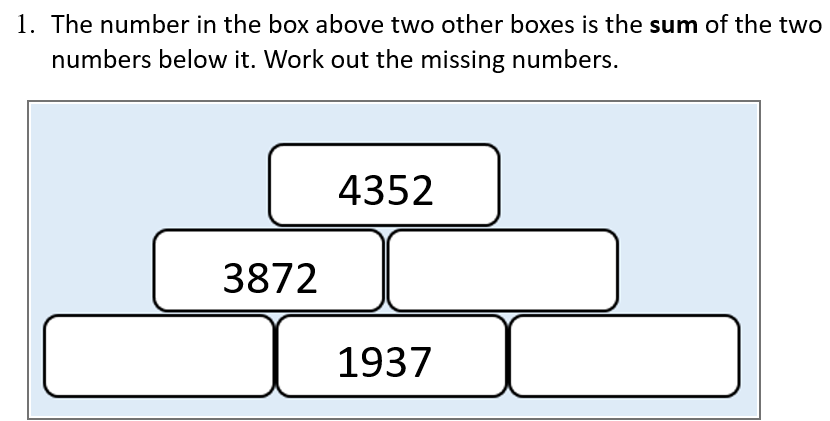 1. The number in the box above two other boxes is the sum of the two
numbers below it. Work out the missing numbers.
4352
3872
1937